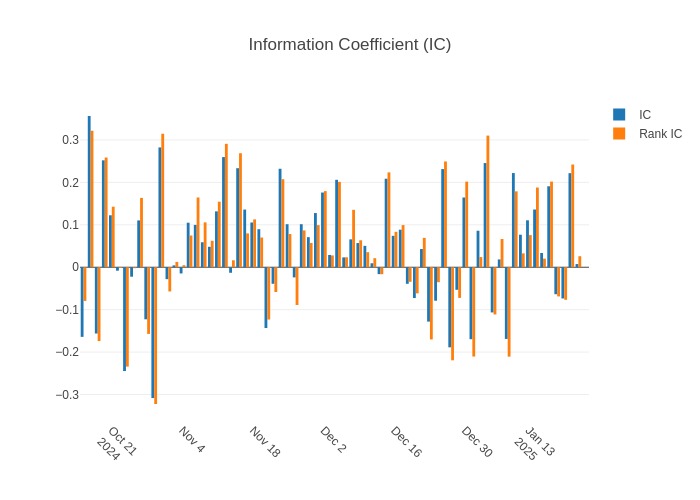 Information Coefficient (IC)
IC
Rank IC
0.3
0.2
0.1
0
−0.1
−0.2
−0.3
Oct 21
2024
Nov 4
Nov 18
Dec 2
Dec 16
Dec 30
Jan 13
2025